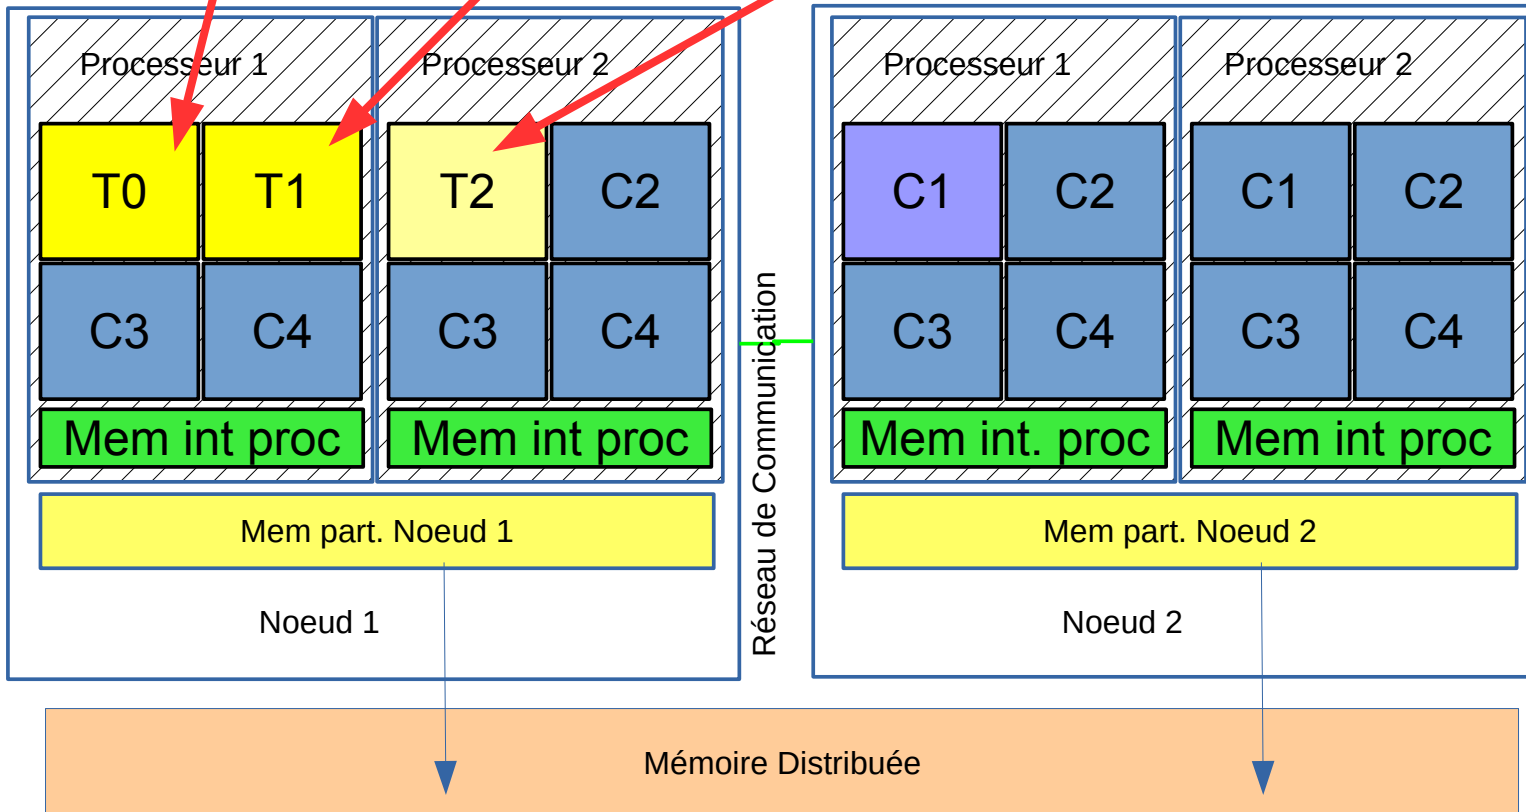 Processeur 1
Processeur 2
T0
T1
T2
C2
C3
C4
C3
C4
Mem int proc
Mem int proc
Mem part. Noeud 1
Noeud 1
Réseau de Communication
Processeur 1
Processeur 2
C1
C2
C1
C2
C3
C4
C3
C4
Mem int. proc
Mem int proc
Mem part. Noeud 2
Noeud 2
Mémoire Distribuée